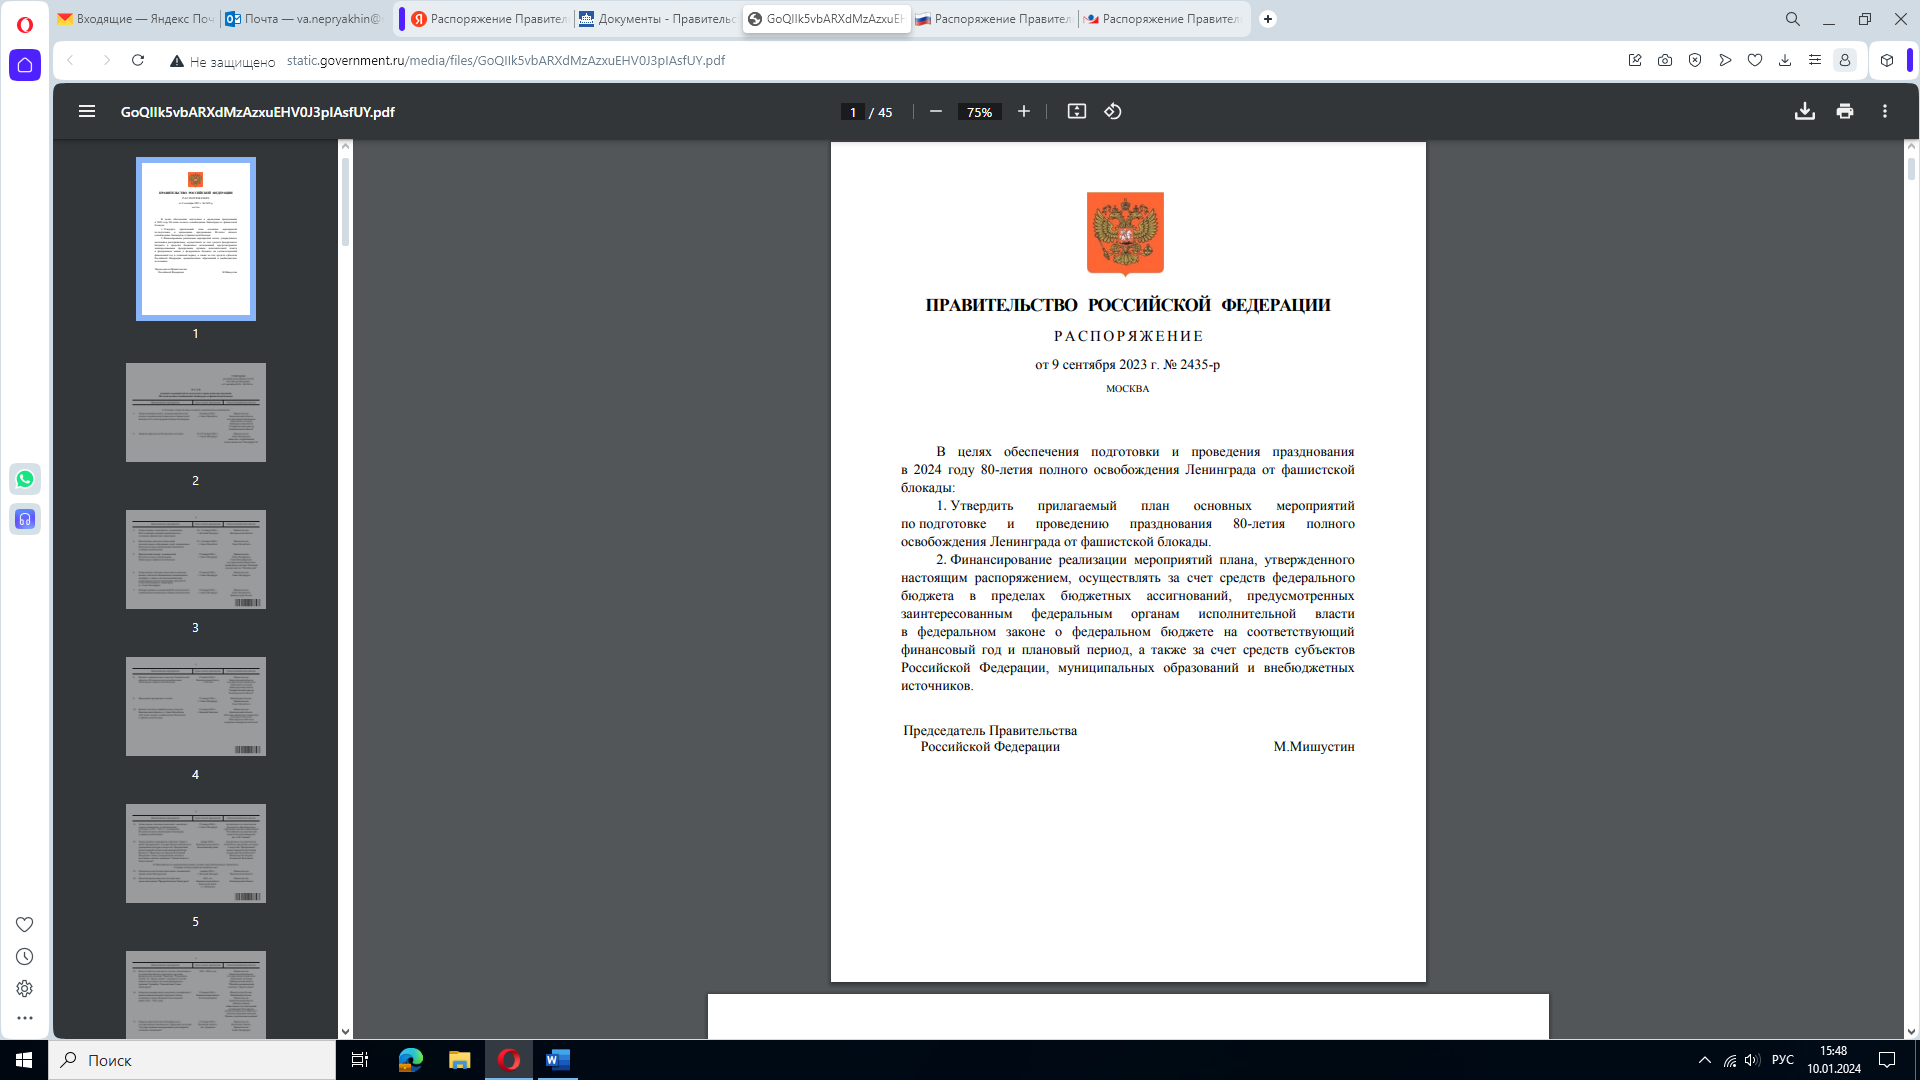 Входящие — Яндекс Поч
Почта — va.nepryakhin@
Распоряжение Правител
Документы - Правительс
GoQIIk5vbARXdMzAzxuEH
Распоряжение Правител
Распоряжение Правител
Не защищено static.government.ru/media/files/GoQIIk5vbARXdMzAzxuEHV0J3pIAsfUY.pdf
GoQIIk5vbARXdMzAzxuEHV0J3pIAsfUY.pdf
1 / 45
75%
1
2
3
4
5
ПРАВИТЕЛЬСТВО РОССИЙСКОЙ ФЕДЕРАЦИИ
РАСПОРЯЖЕНИЕ
от 9 сентября 2023 г. № 2435-р
МОСКВА
В целях обеспечения подготовки и проведения празднования
в 2024 году 80-летия полного освобождения Ленинграда от фашистской
блокады:
1. Утвердить прилагаемый план основных мероприятий
по подготовке и проведению празднования 80-летия полного
освобождения Ленинграда от фашистской блокады.
2. Финансирование реализации мероприятий плана, утвержденного
настоящим распоряжением, осуществлять за счет средств федерального
бюджета в пределах бюджетных ассигнований, предусмотренных
заинтересованным федеральным органам исполнительной власти
в федеральном законе о федеральном бюджете на соответствующий
финансовый год и плановый период, а также за счет средств субъектов
Российской Федерации, муниципальных образований и внебюджетных
источников.
Председатель Правительства
Российской Федерации
М.Мишустин
Поиск
РУС
15:48
10.01.2024